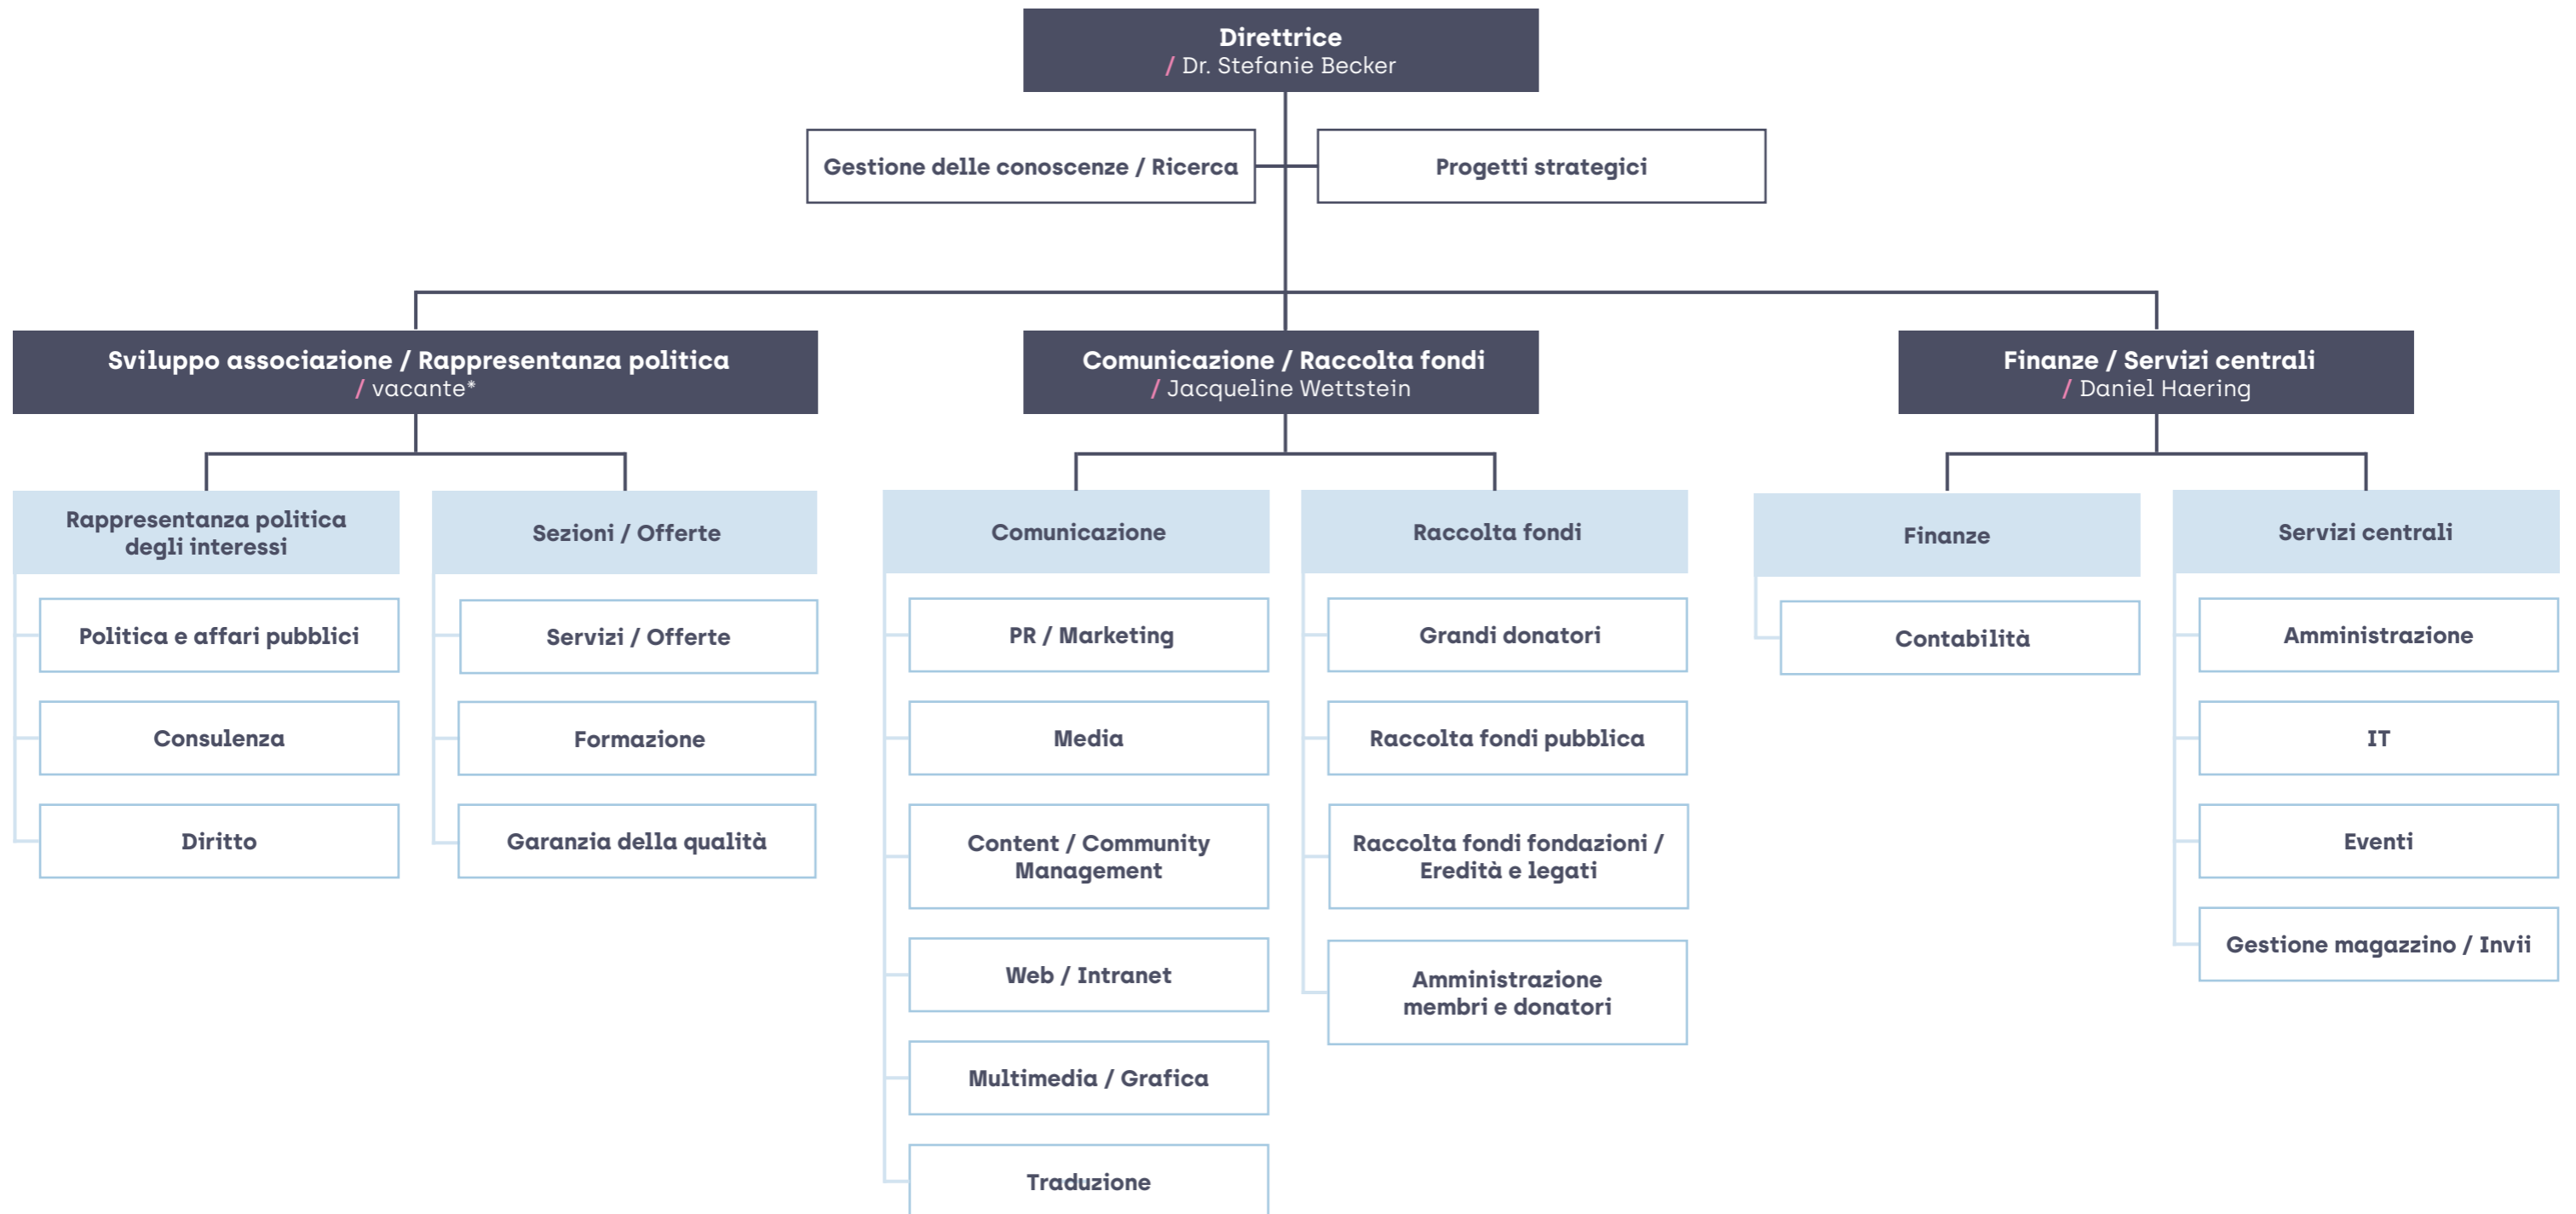 Direttrice
/ Dr. Stefanie Becker
Gestione delle conoscenze / Ricerca
Progetti strategici
Sviluppo associazione / Rappresentanza politica
/ vacante*
Comunicazione / Raccolta fondi
/ Jacqueline Wettstein
Finanze / Servizi centrali
/ Daniel Haering
Rappresentanza politica
degli interessi
Politica e affari pubblici
Consulenza
Diritto
Sezioni / Offerte
Servizi / Offerte
Formazione
Garanzia della qualità
Comunicazione
PR / Marketing
Media
Content / Community
Management
Web / Intranet
Multimedia / Grafica
Traduzione
Raccolta fondi
Grandi donatori
Raccolta fondi pubblica
Raccolta fondi fondazioni /
Eredità e legati
Amministrazione
membri e donatori
Finanze
Contabilità
Servizi centrali
Amministrazione
IT
Eventi
Gestione magazzino / Invii